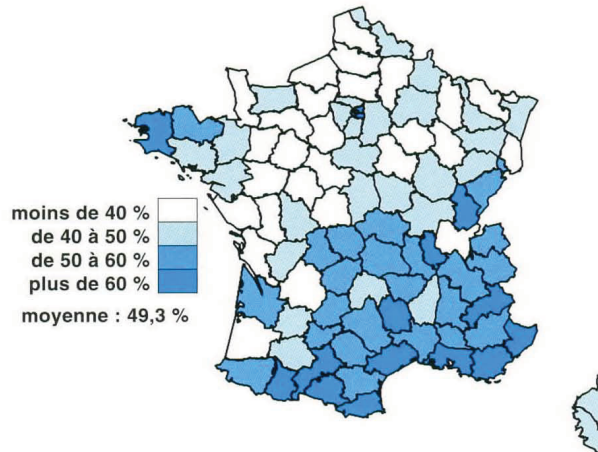 moins de 40 %
de 40 à 50 %
de 50 à 60 %
plus de 60 %
moyenne : 49,3 %